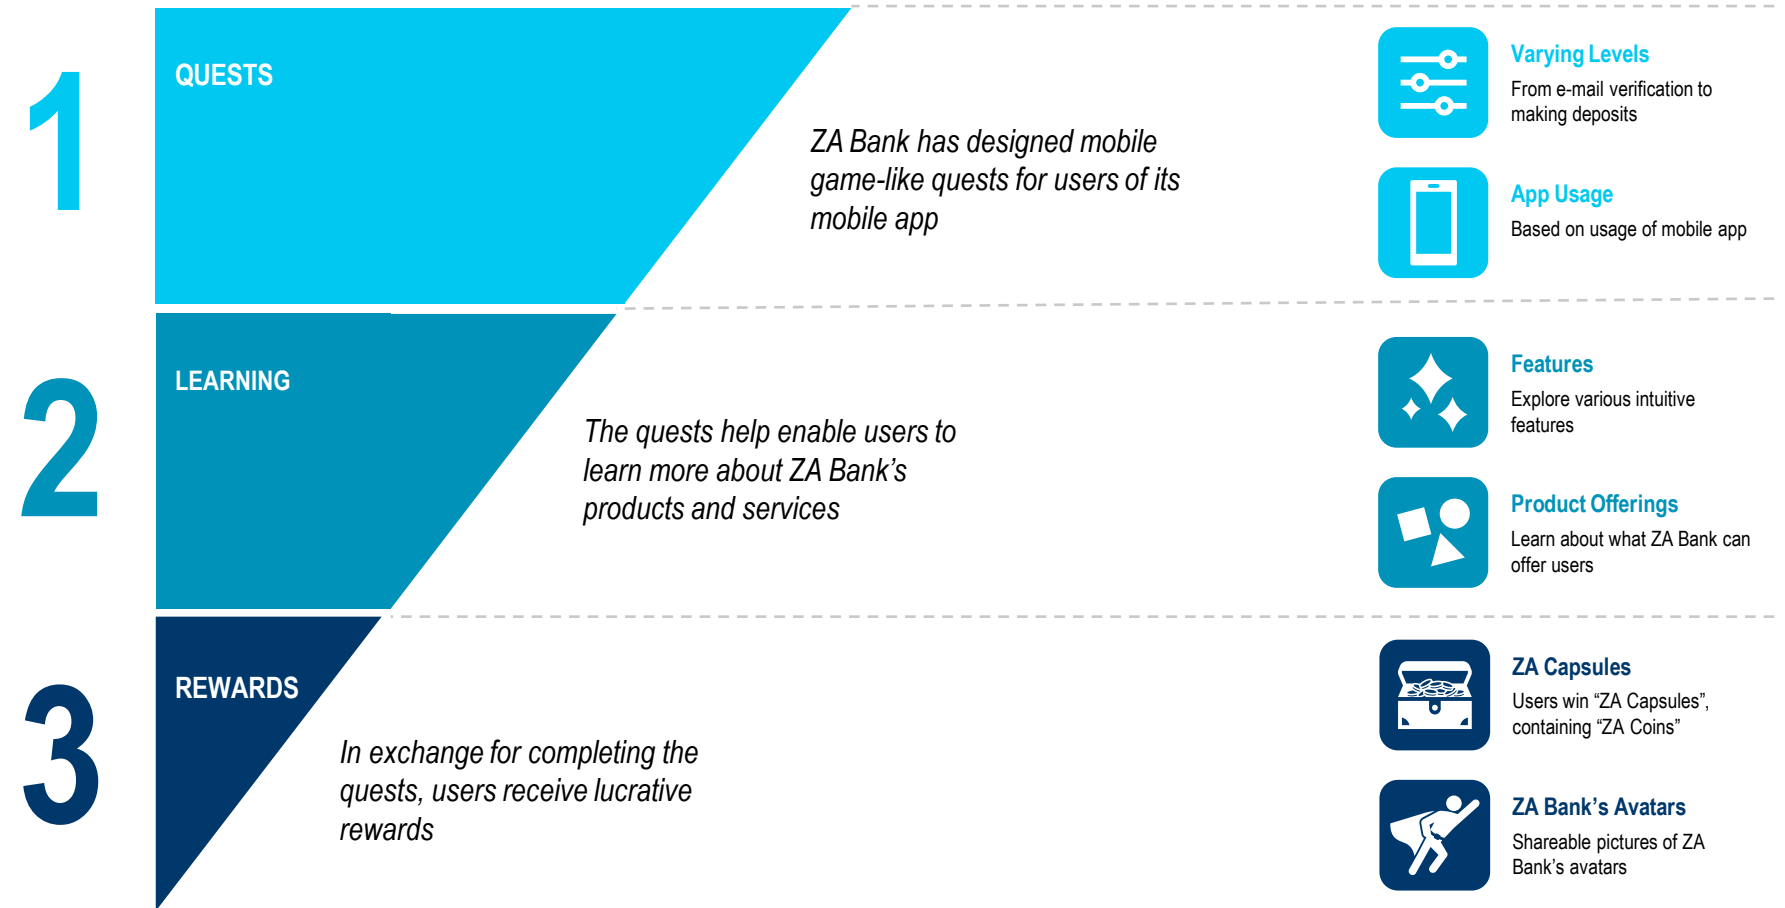 1
QUESTS
ZA Bank has designed mobile
game-like quests for users of its
mobile app
Varying Levels
From e-mail verification to
making deposits
App Usage
Based on usage of mobile app
2
LEARNING
The quests help enable users to
learn more about ZA Bank’s
products and services
Features
Explore various intuitive
features
Product Offerings
Learn about what ZA Bank can
offer users
3
REWARDS
In exchange for completing the
quests, users receive lucrative
rewards
ZA Capsules
Users win “ZA Capsules”,
containing “ZA Coins”
ZA Bank’s Avatars
Shareable pictures of ZA
Bank’s avatars